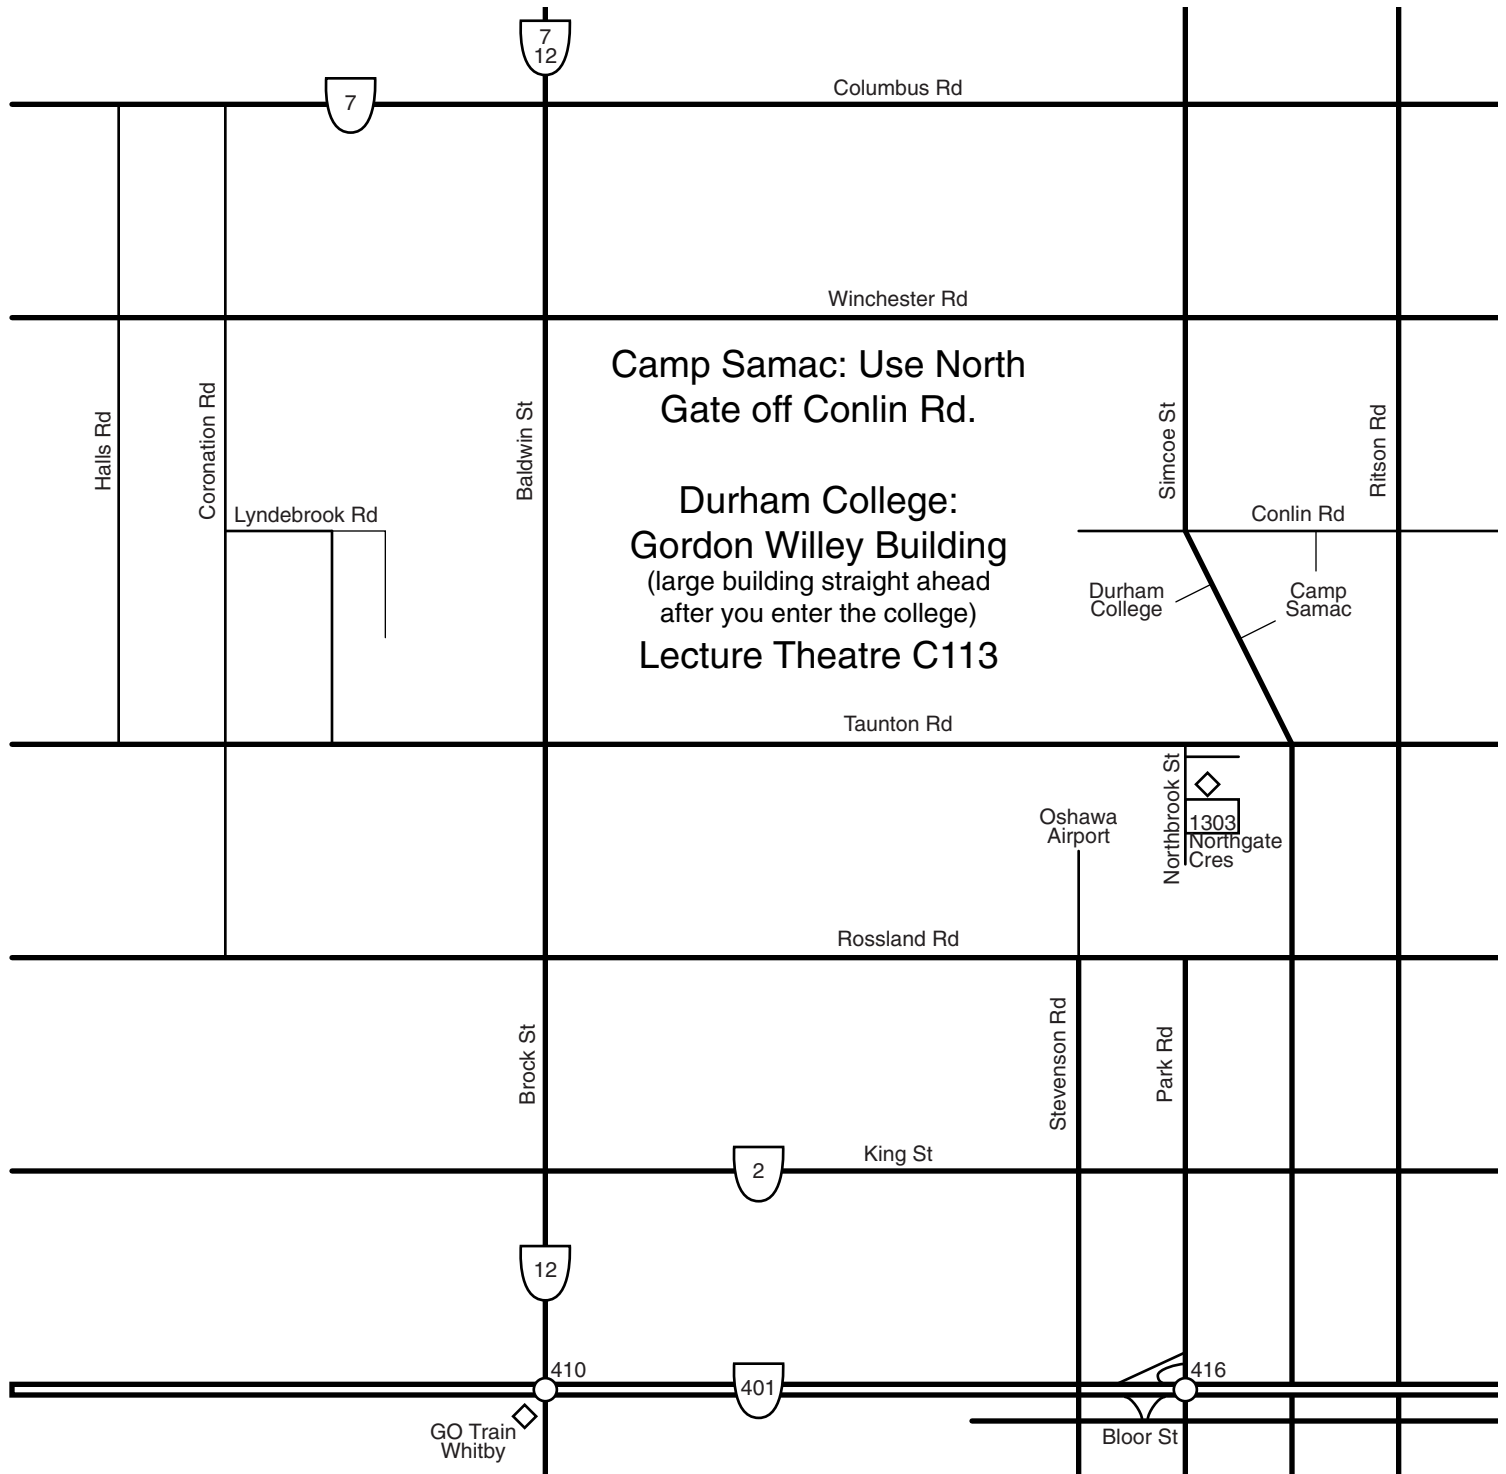 7
12
7
Columbus Rd
Winchester Rd
Camp Samac: Use North
Gate off Conlin Rd.
Halls Rd
Coronation Rd
Baldwin St
Simcoe St
Ritson Rd
Durham College:
Gordon Willey Building
(large building straight ahead
after you enter the college)
Lecture Theatre C113
Lyndebrook Rd
Conlin Rd
Durham
College
Camp
Samac
Taunton Rd
Northbrook St
Oshawa
Airport
1303
Northgate
Cres
Rossland Rd
Brock St
Stevenson Rd
Park Rd
King St
2
12
410
401
416
GO Train
Whitby
Bloor St